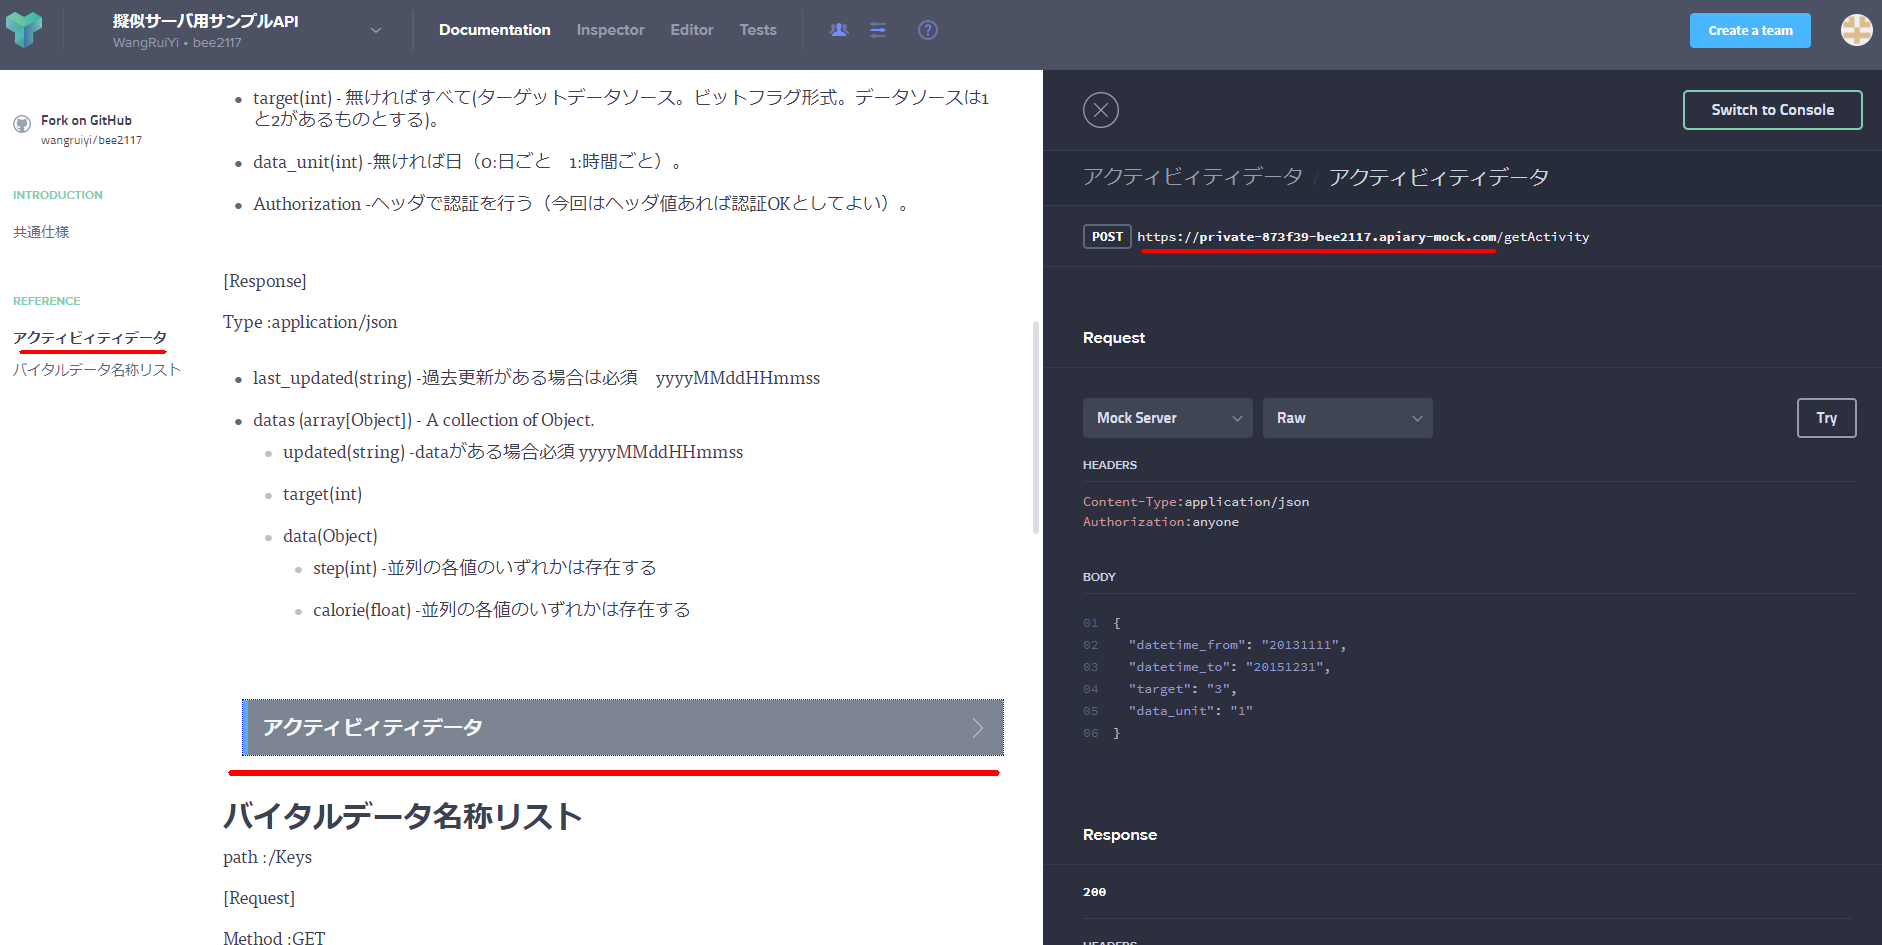 擬似サーバ用サンプルAPI
WangRuiYi • bee2117
Documentation
Inspector
Editor
Tests
?
Create a team
Fork on GitHub
wangruiyi/bee2117
INTRODUCTION
共通仕様
REFERENCE
アクティビィティデータ
バイタルデータ名称リスト
• target(int) - 無ければすべて(ターゲットデータソース。ビットフラグ形式。データソースは1
と2があるものとする)。
• data_unit(int) -無ければ日（0:日ごと　1:時間ごと）。
• Authorization -ヘッダで認証を行う（今回はヘッダ値あれば認証OKとしてよい）。
[Response]
Type :application/json
• last_updated(string) -過去更新がある場合は必須　yyyyMMddHHmmss
• datas (array[Object]) - A collection of Object.
• updated(string) -dataがある場合必須 yyyyMMddHHmmss
• target(int)
• data(Object)
• step(int) -並列の各値のいずれかは存在する
• calorie(float) -並列の各値のいずれかは存在する
アクティビィティデータ
バイタルデータ名称リスト
path :/Keys
[Request]
Method :GET
Switch to Console
アクティビィティデータ / アクティビィティデータ
POST https://private-873f39-bee2117.apiary-mock.com/getActivity
Request
Mock Server
Raw
Try
HEADERS
Content-Type:application/json
Authorization:anyone
BODY
01 {
02 "datetime_from": "20131111",
03 "datetime_to": "20151231",
04 "target": "3",
05 "data_unit": "1"
06 }
Response
200
HEADERS